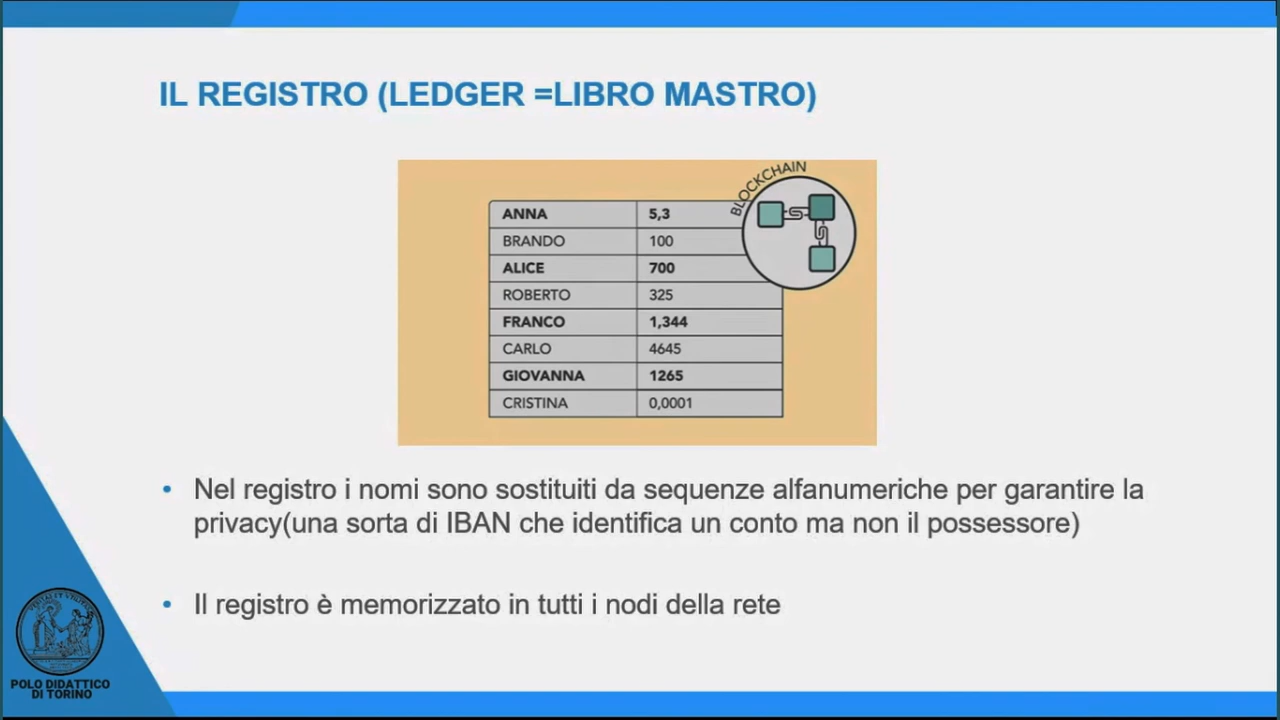 IL REGISTRO (LEDGER =LIBRO MASTRO)
BLOCKCHAIN
ANNA 5,3
BRANDO 100
ALICE 700
ROBERTO 325
FRANCO 1,344
CARLO 4645
GIOVANNA 1265
CRISTINA 0,0001
• Nel registro i nomi sono sostituiti da sequenze alfanumeriche per garantire la
privacy(una sorta di IBAN che identifica un conto ma non il possessore)
• Il registro è memorizzato in tutti i nodi della rete
POLO DIDATTICO
DI TORINO